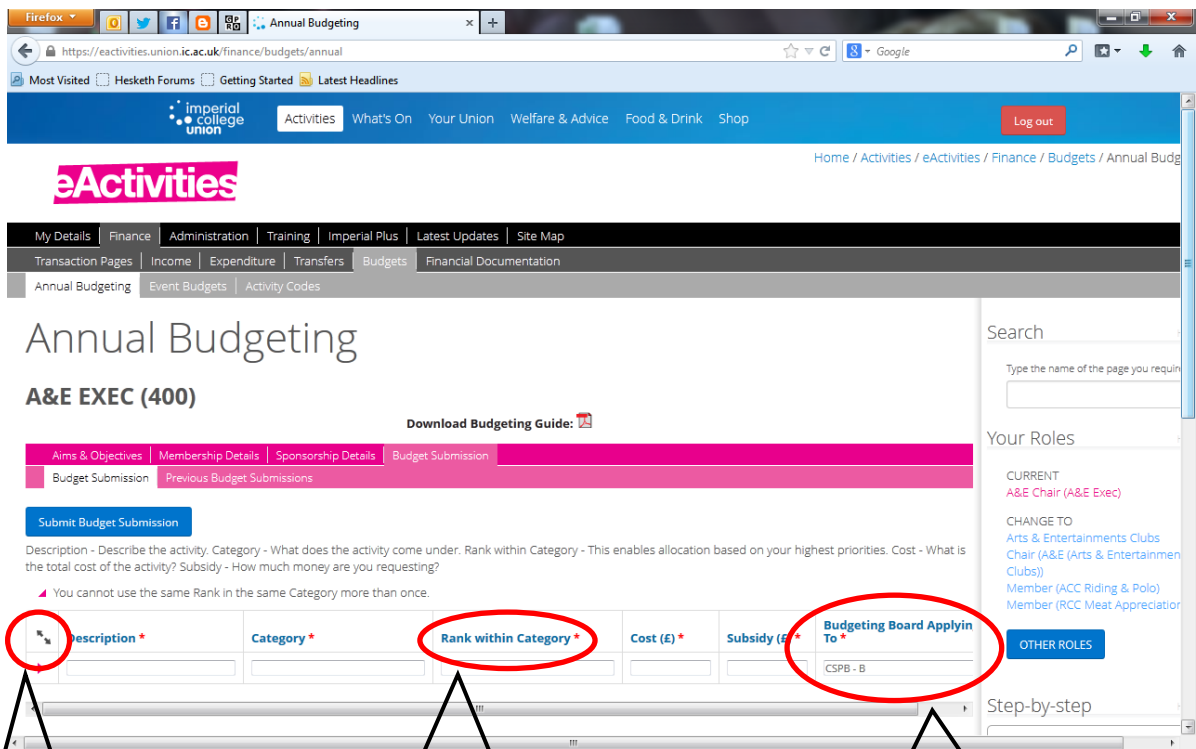 Firefox
Annual Budgeting
https://eactivities.union.ic.ac.uk/finance/budgets/annual
8 Google
Most Visited Hesketh Forums Getting Started Latest Headlines
imperial
college
union
Activities What's On Your Union Welfare & Advice Food & Drink Shop
Log out
Home / Activities / eActivities / Finance / Budgets / Annual Budg
eActivities
My Details Finance Administration Training Imperial Plus Latest Updates Site Map
Transaction Pages Income Expenditure Transfers Budgets Financial Documentation
Annual Budgeting Event Budgets Activity Codes
Annual Budgeting
A&E EXEC (400)
Download Budgeting Guide:
Aims & Objectives Membership Details Sponsorship Details Budget Submission
Budget Submission Previous Budget Submissions
Submit Budget Submission
Description - Describe the activity. Category - What does the activity come under. Rank within Category - This enables allocation based on your highest priorities. Cost - What is
the total cost of the activity? Subsidy - How much money are you requesting?
You cannot use the same Rank in the same Category more than once.
Description * Category * Rank within Category * Cost (£) * Subsidy (£) * Budgeting Board Applyin
To *
CSPB - B
Search
Type the name of the page you requir
Your Roles
CURRENT
A&E Chair (A&E Exec)
CHANGE TO
Arts & Entertainments Clubs
Chair (A&E (Arts & Entertainmen
Clubs))
Member (ACC Riding & Polo)
Member (RCC Meat Appreciation
OTHER ROLES
Step-by-step